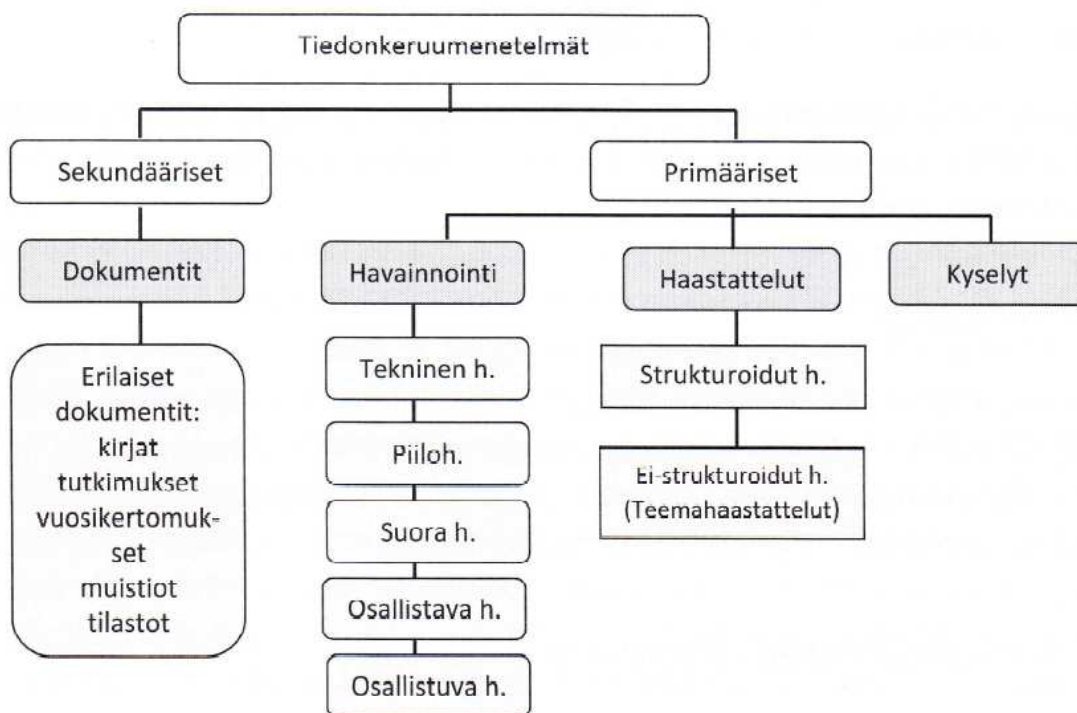 Tiedonkeruumenetelmät
Sekundääriset
Primääriset
Dokumentit
Havainnointi
Haastattelut
Kyselyt
Erilaiset
dokumentit:
kirjat
tutkimukset
vuosikertomuk-
set
muistiot
tilastot
Tekninen h.
Piiloh.
Suora h.
Osallistava h.
Osallistuva h.
Strukturoidut h.
Ei-strukturoidut h.
(Teemahaastattelut)